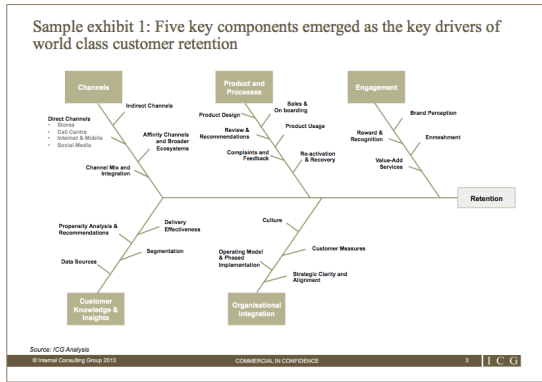 Sample exhibit 1: Five key components emerged as the key drivers of
world class customer retention
Channels
Product and
Processes
Engagement
Indirect Channels
Direct Channels
• Stores
• Call Centre
• Internet & Mobile
• Social Media
Affinity Channels
and Broader
Ecosystems
Channel Mix and
Integration
Sales &
On boarding
Product Design
Product Usage
Review &
Recommendations
Complaints and
Feedback
Re-activation
& Recovery
Brand Perception
Reward &
Recognition
Enmeshment
Value-Add
Services
Retention
Propensity Analysis &
Recommendations
Delivery
Effectiveness
Segmentation
Data Sources
Customer
Knowledge &
Insights
Culture
Customer Measures
Operating Model
& Phased
Implementation
Strategic Clarity and
Alignment
Organisational
Integration
Source: ICG Analysis
© Internal Consulting Group 2013
COMMERCIAL IN CONFIDENCE
3
ICG